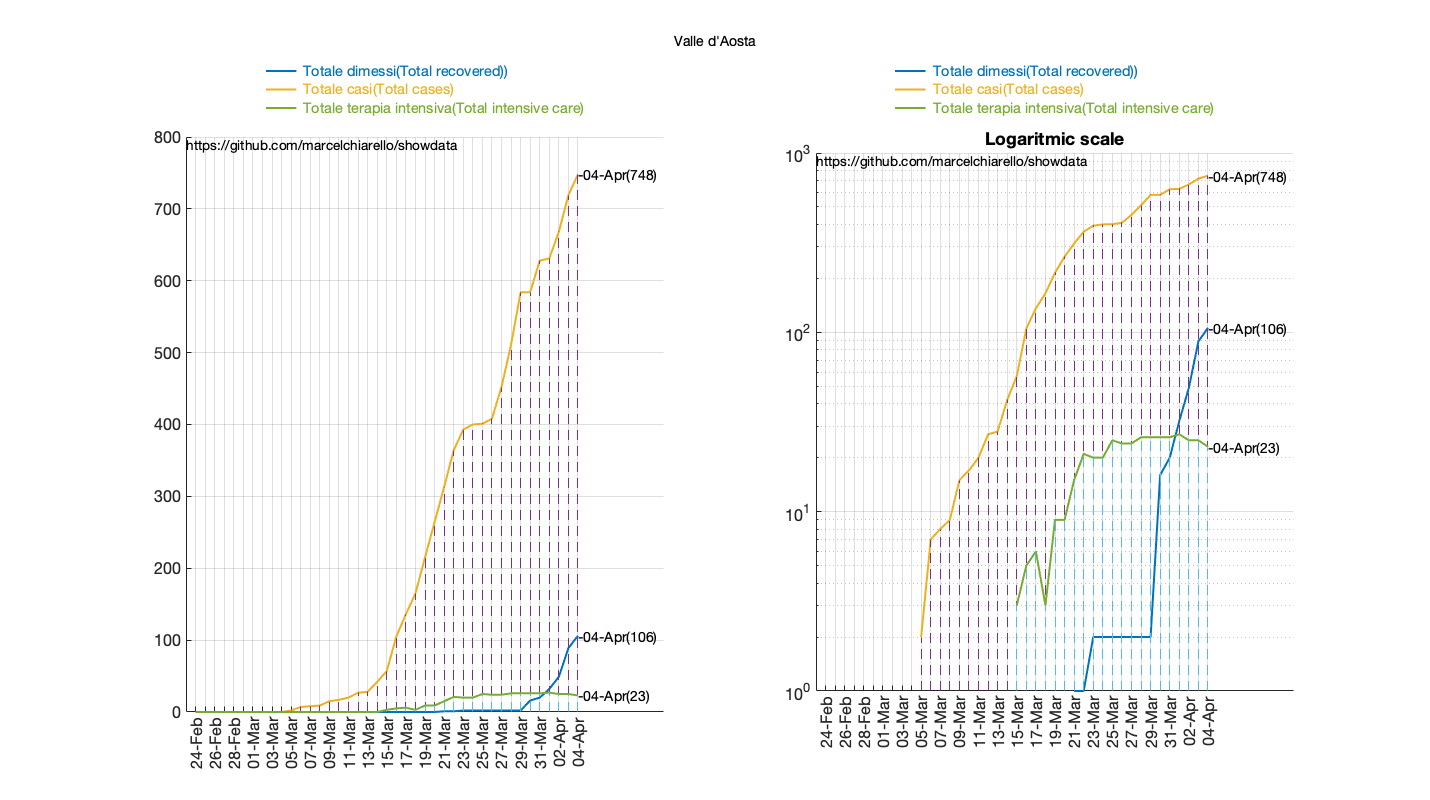 Valle d'Aosta
Totale dimessi(Total recovered))
Totale casi(Total cases)
Totale terapia intensiva(Total intensive care)
800
700
600
500
400
300
200
100
0
https://github.com/marcelchiarello/showdata
-04-Apr(748)
-04-Apr(106)
-04-Apr(23)
24-Feb
26-Feb
28-Feb
01-Mar
03-Mar
05-Mar
07-Mar
09-Mar
11-Mar
13-Mar
15-Mar
17-Mar
19-Mar
21-Mar
23-Mar
25-Mar
27-Mar
29-Mar
31-Mar
02-Apr
04-Apr
Totale dimessi(Total recovered))
Totale casi(Total cases)
Totale terapia intensiva(Total intensive care)
Logaritmic scale
10³
10²
10¹
10⁰
https://github.com/marcelchiarello/showdata
-04-Apr(748)
-04-Apr(106)
-04-Apr(23)
24-Feb
26-Feb
28-Feb
01-Mar
03-Mar
05-Mar
07-Mar
09-Mar
11-Mar
13-Mar
15-Mar
17-Mar
19-Mar
21-Mar
23-Mar
25-Mar
27-Mar
29-Mar
31-Mar
02-Apr
04-Apr